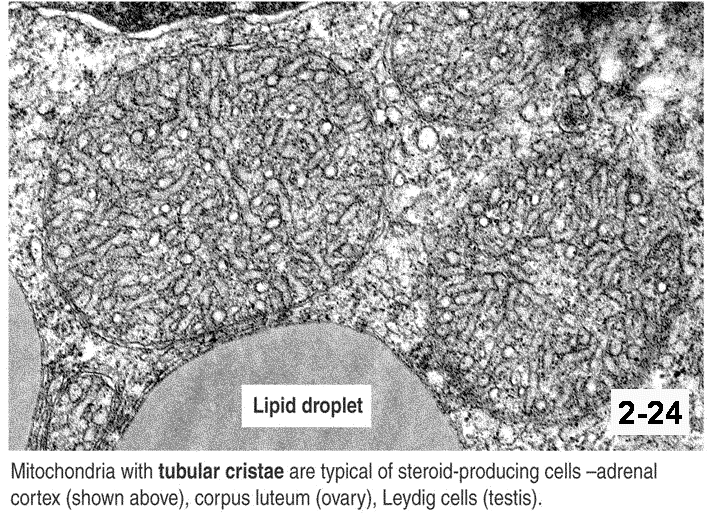 Lipid droplet
2-24
Mitochondria with tubular cristae are typical of steroid-producing cells –adrenal
cortex (shown above), corpus luteum (ovary), Leydig cells (testis).